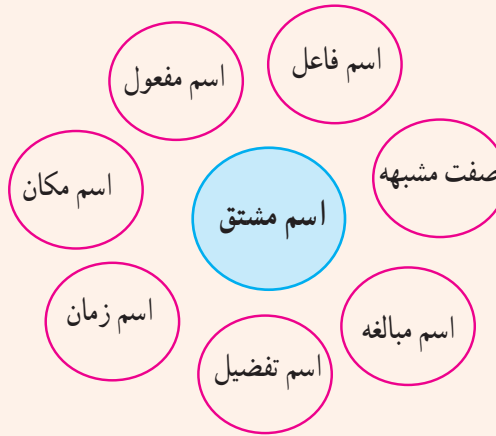 اسم فاعل
اسم مفعول
صفت مشبهه
اسم مکان
اسم مشتق
اسم زمان
اسم مبالغه
اسم تفضیل